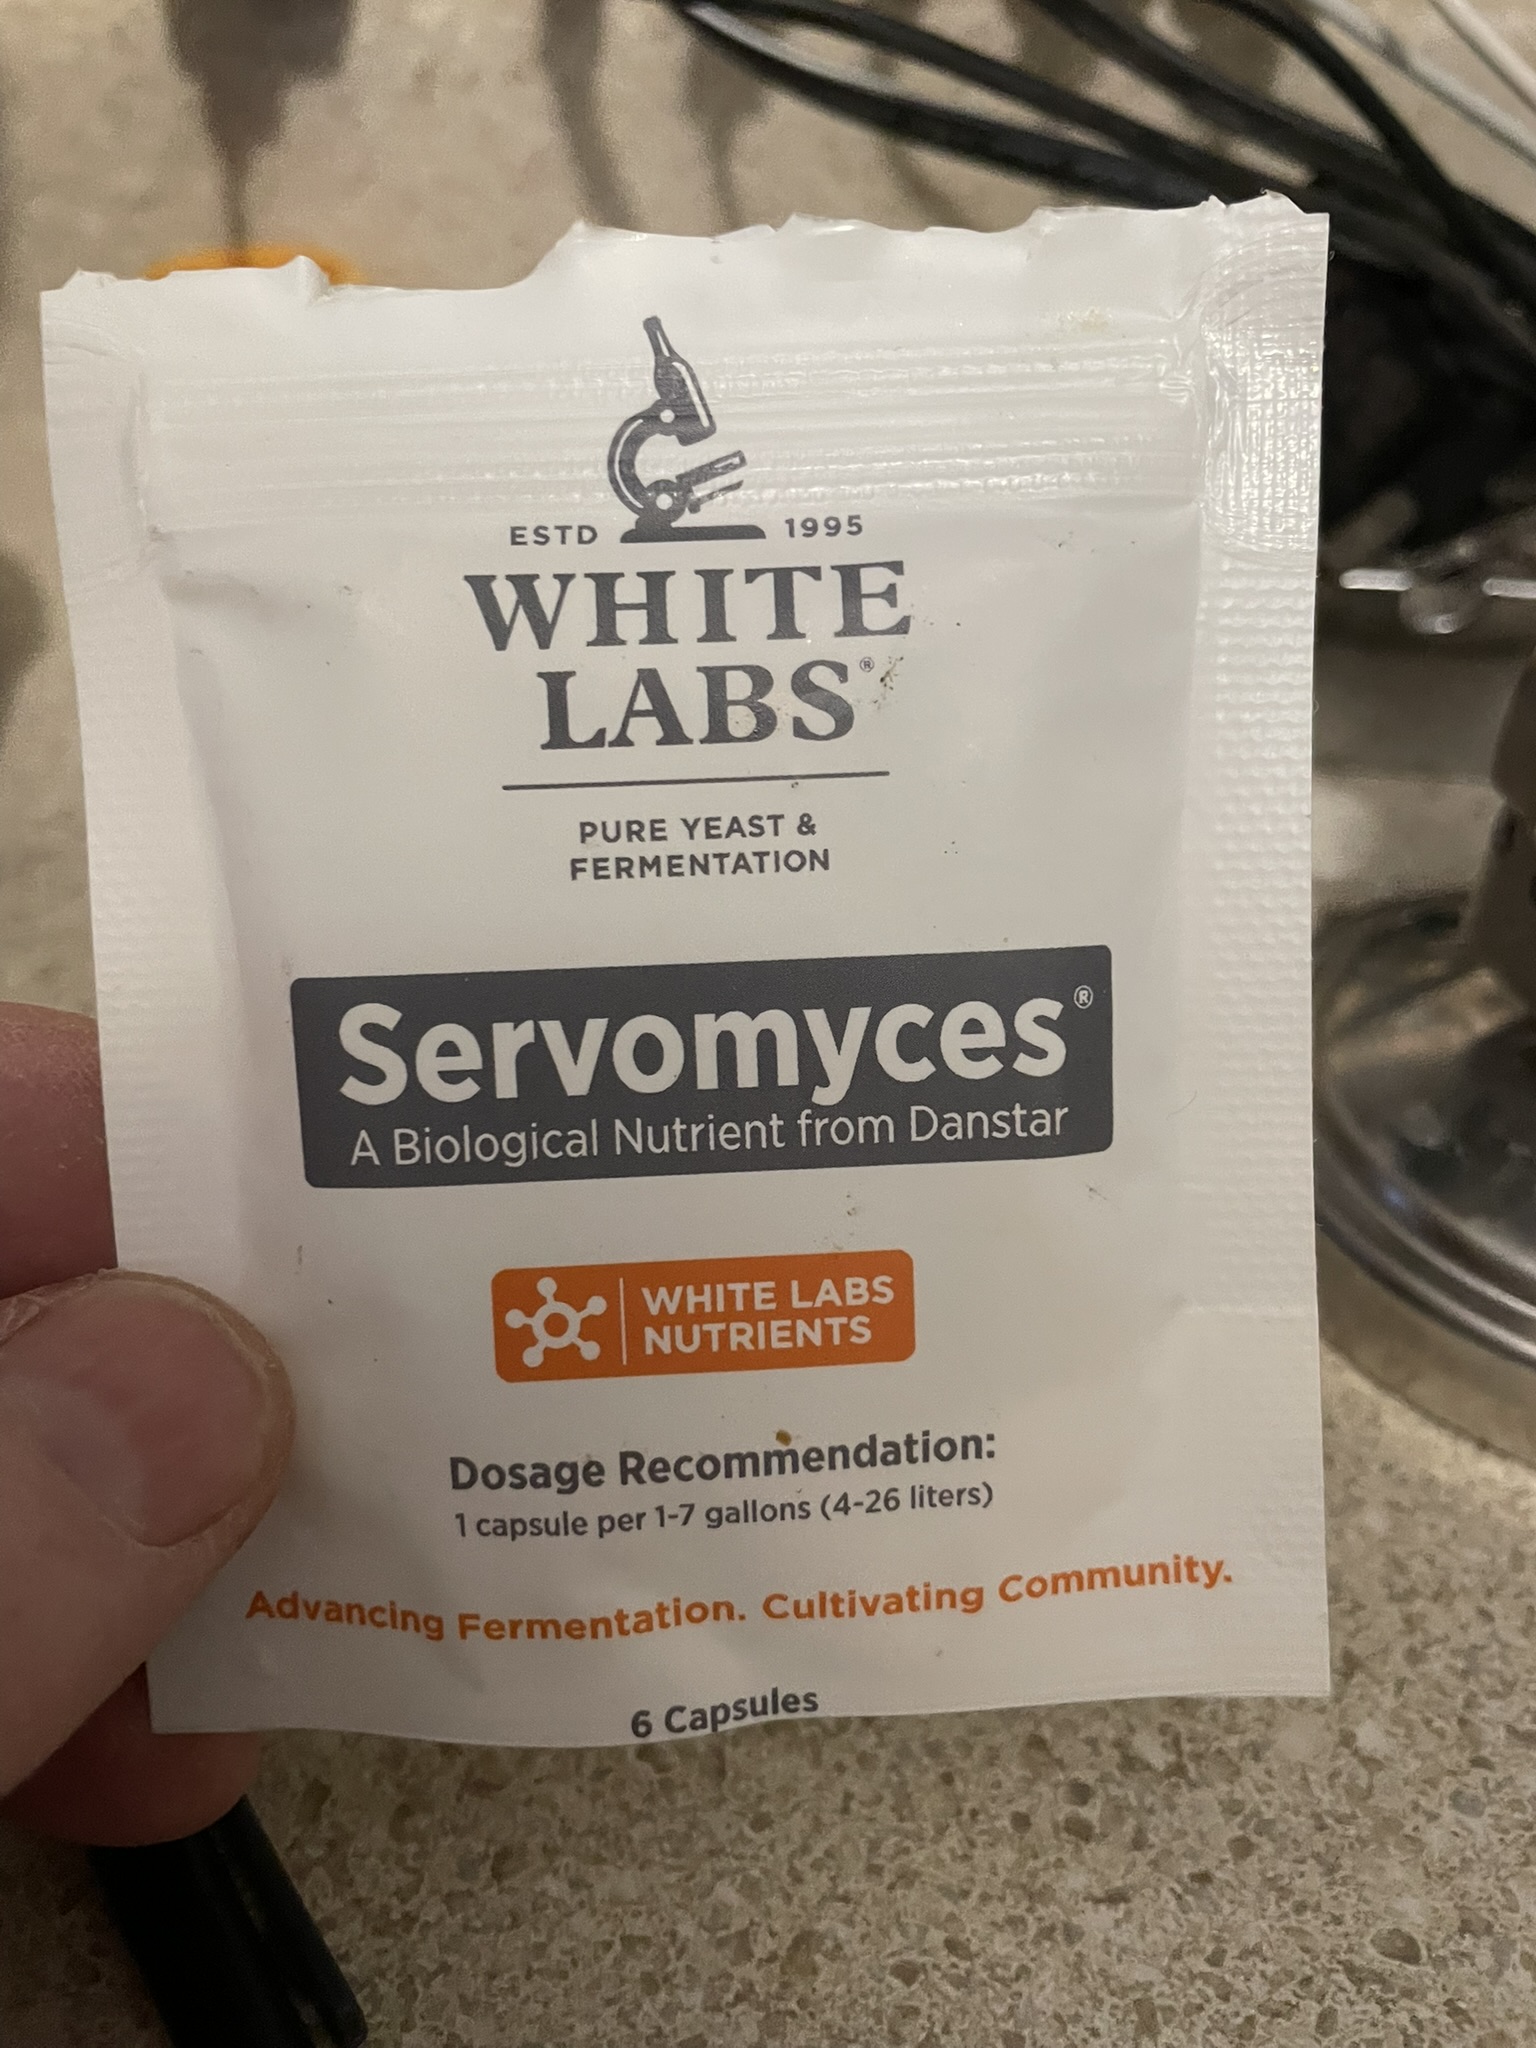 ESTD 1995
WHITE
LABS®
PURE YEAST &
FERMENTATION
Servomyces®
A Biological Nutrient from Danstar
WHITE LABS
NUTRIENTS
Dosage Recommendation:
1 capsule per 1-7 gallons (4-26 liters)
Advancing Fermentation. Cultivating Community.
6 Capsules